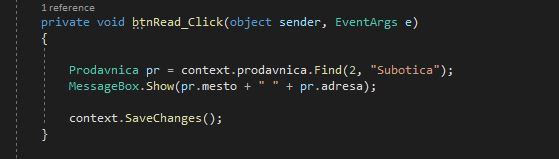 1 reference
private void btnRead_Click(object sender, EventArgs e)
{
Prodavnica pr = context.prodavnica.Find(2, "Subotica");
MessageBox.Show(pr.mesto + " " + pr.adresa);
context.SaveChanges();
}